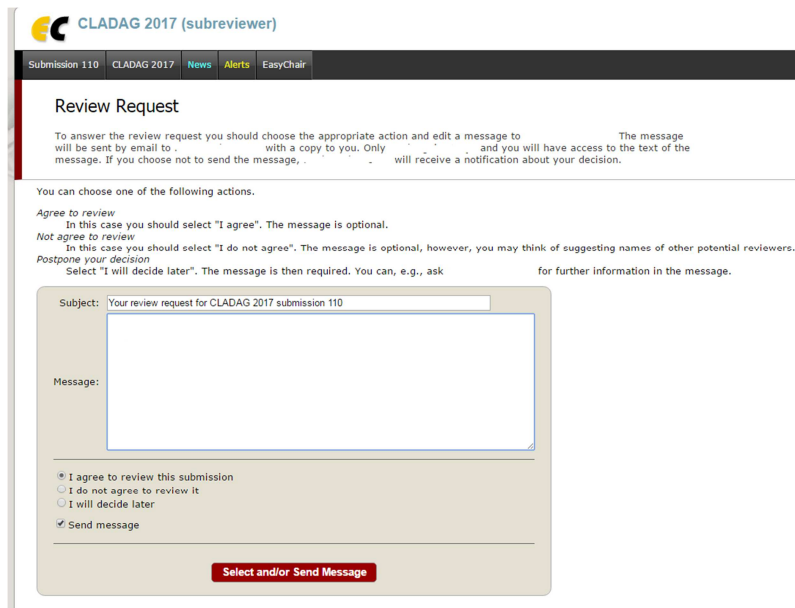 EC CLADAG 2017 (subreviewer)
Submission 110 CLADAG 2017 News Alerts EasyChair
Review Request
To answer the review request you should choose the appropriate action and edit a message to The message
will be sent by email to with a copy to you. Only and you will have access to the text of the
message. If you choose not to send the message, will receive a notification about your decision.
You can choose one of the following actions.
Agree to review
In this case you should select "I agree". The message is optional.
Not agree to review
In this case you should select "I do not agree". The message is optional, however, you may think of suggesting names of other potential reviewers.
Postpone your decision
Select "I will decide later". The message is then required. You can, e.g., ask for further information in the message.
Subject: Your review request for CLADAG 2017 submission 110
Message:
I agree to review this submission
I do not agree to review it
I will decide later
Send message
Select and/or Send Message